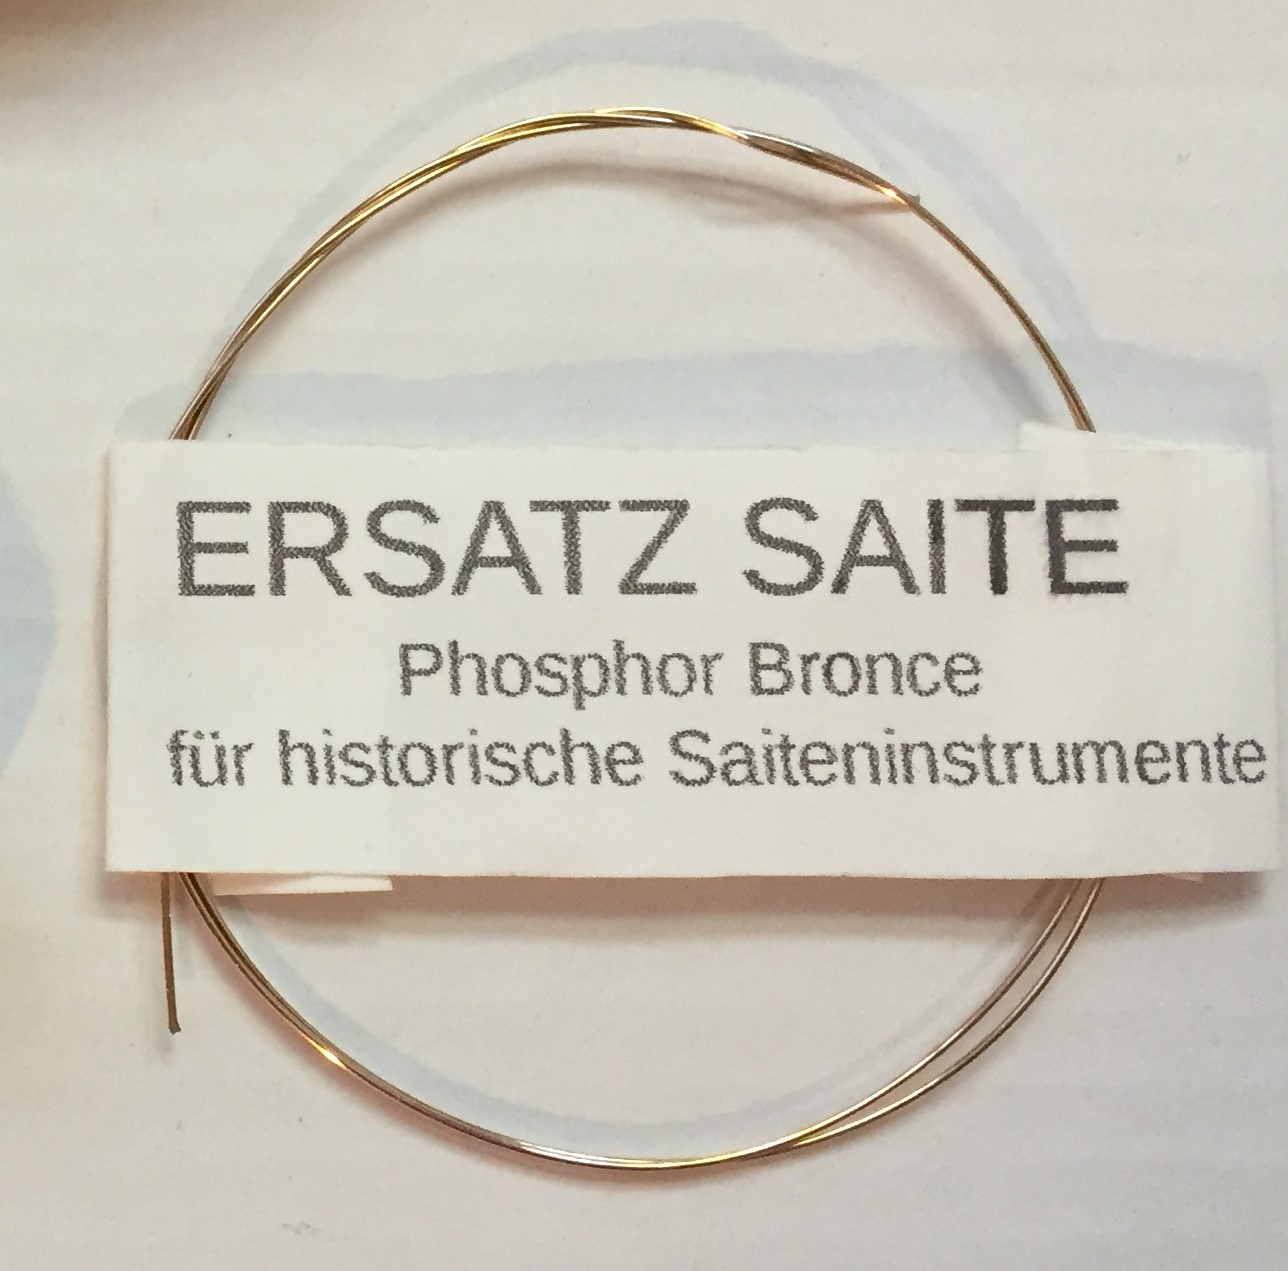 ERSATZ SAITE
Phosphor Bronce
für historische Saiteninstrumente